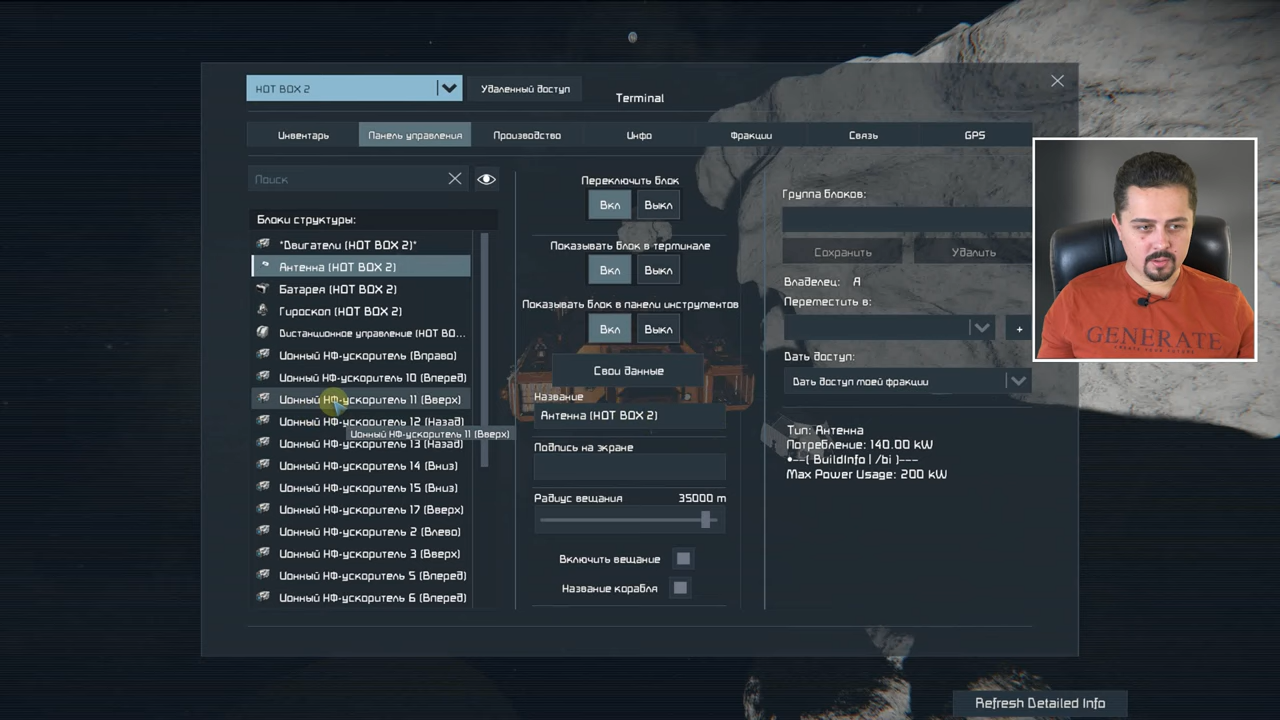 HOT BOX 2
Удаленный доступ
Terminal
Инвентарь
Панель управления
Производство
Инфо
Фракции
Связь
GPS
Поиск
Блоки структуры:
*Двигатели (HOT BOX 2)*
Антенна (HOT BOX 2)
Батарея (HOT BOX 2)
Гироскоп (HOT BOX 2)
Дистанционное управление (HOT BO...
Ионный НФ-ускоритель (Вправо)
Ионный НФ-ускоритель 10 (Вперед)
Ионный НФ-ускоритель 11 (Вверх)
Ионный НФ-ускоритель 12 (Назад)
Ионный НФ-ускоритель 11 (Вверх)
Ионный НФ-ускоритель 13 (Назад)
Ионный НФ-ускоритель 14 (Вниз)
Ионный НФ-ускоритель 15 (Вниз)
Ионный НФ-ускоритель 17 (Вверх)
Ионный НФ-ускоритель 2 (Влево)
Ионный НФ-ускоритель 3 (Вверх)
Ионный НФ-ускоритель 5 (Вперед)
Ионный НФ-ускоритель 6 (Вперед)
Переключить блок
Вкл Выкл
Показывать блок в терминале
Вкл Выкл
Показывать блок в панели инструментов
Вкл Выкл
Свои данные
Название
Антенна (HOT BOX 2)
Подпись на экране
Радиус вещания 35000 m
Включить вещание
Название корабля
Группа блоков:
Сохранить Удалить
Владелец: Я
Переместить в:
+
Дать доступ:
Дать доступ моей фракции
Тип: Антенна
Потребление: 140.00 kW
•--( BuildInfo | /bi )---
Max Power Usage: 200 kW
GENERATE
CREATE YOUR FUTURE
Refresh Detailed Info